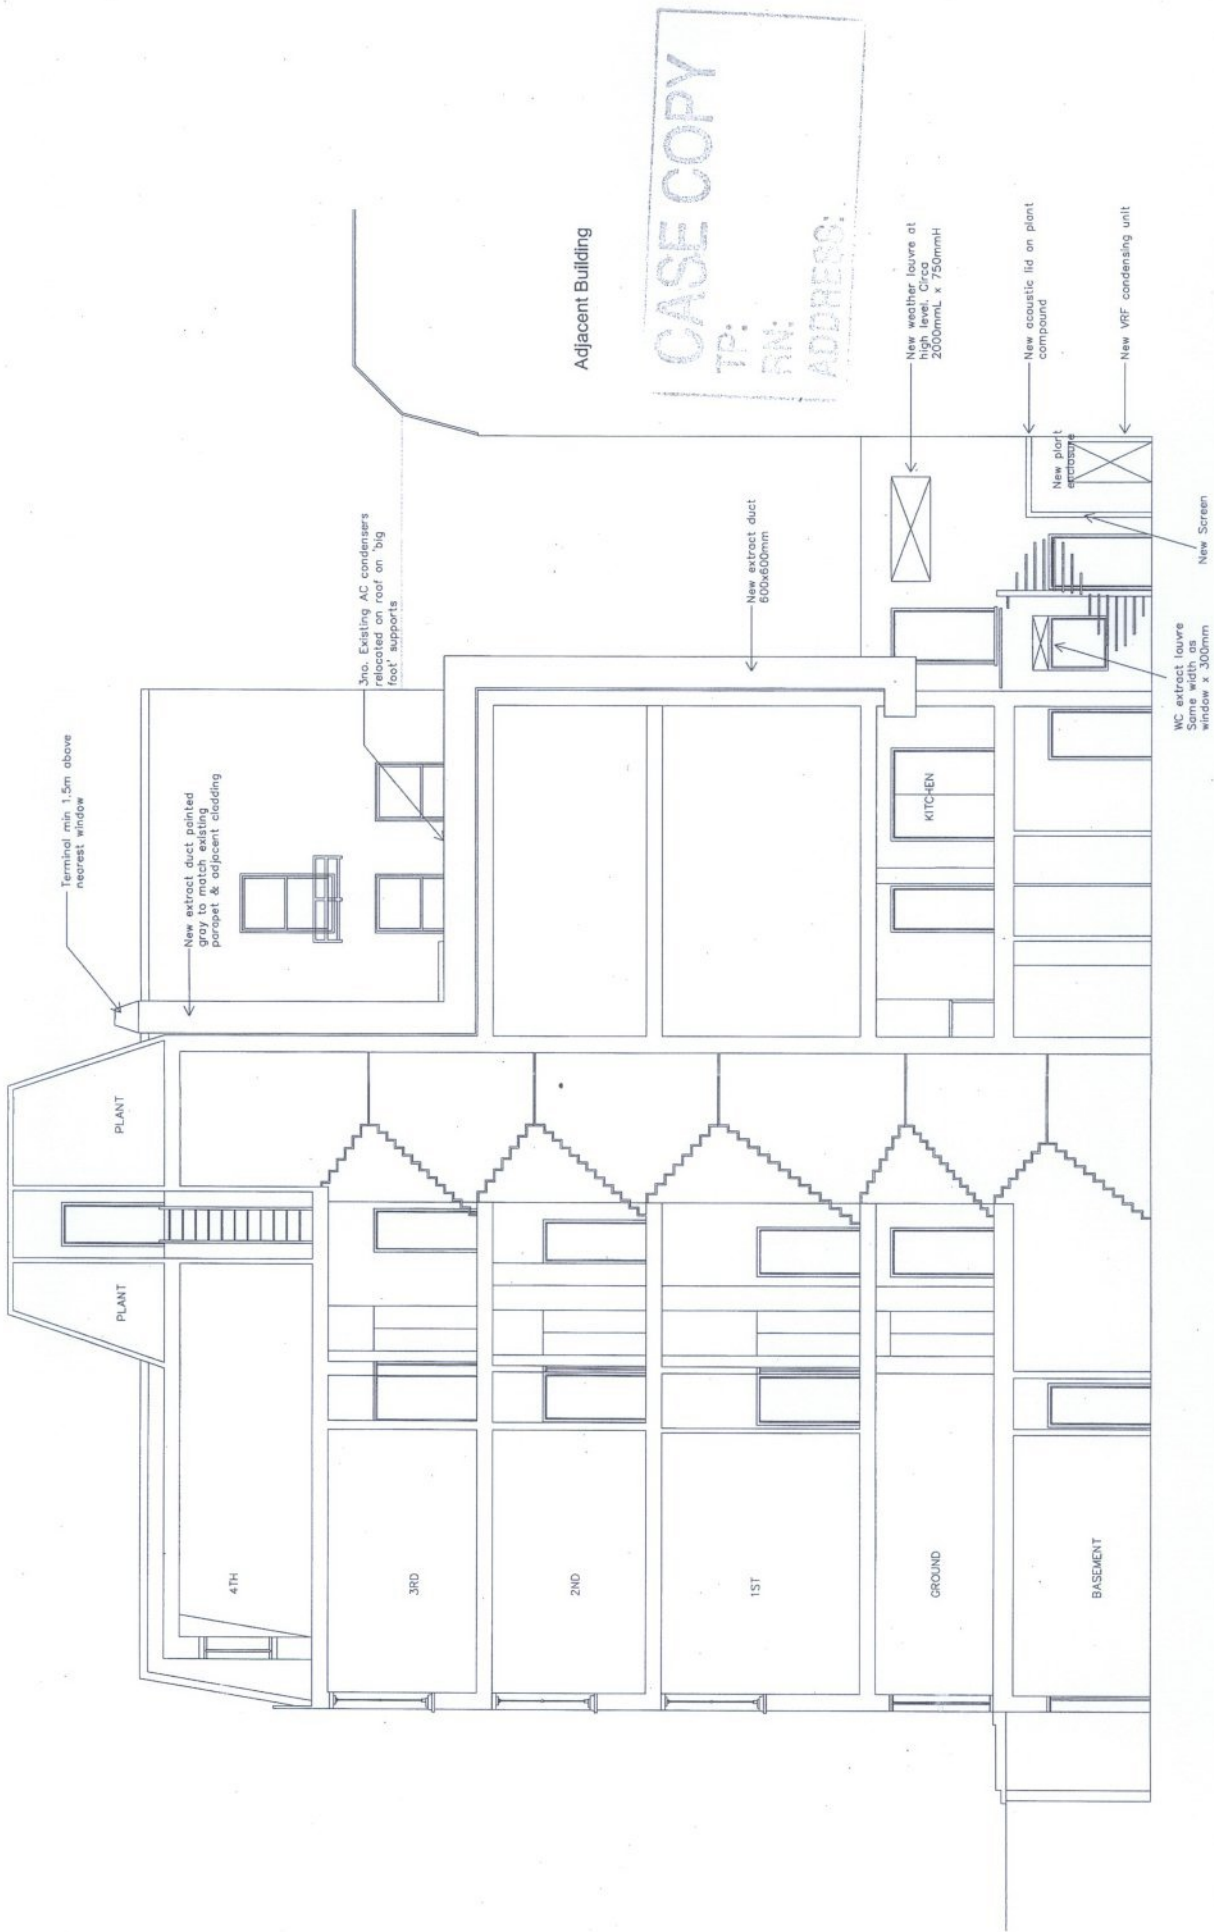 Terminal min 1.5m above
nearest window
New extract duct painted
gray to match existing
parapet & adjacent cladding
3no. Existing AC condensers
relocated on roof on 'big
foot' supports
Adjacent Building
CASE COPY
TP:
RN:
ADDRESS:
New extract duct
600x600mm
New weather louvre at
high level. Circa
2000mmL x 750mmH
New acoustic lid on plant
compound
New plant
enclosure
New VRF condensing unit
New Screen
WC extract louvre
Same width as
window x 300mm
PLANT
PLANT
4TH
3RD
2ND
1ST
GROUND
KITCHEN
BASEMENT